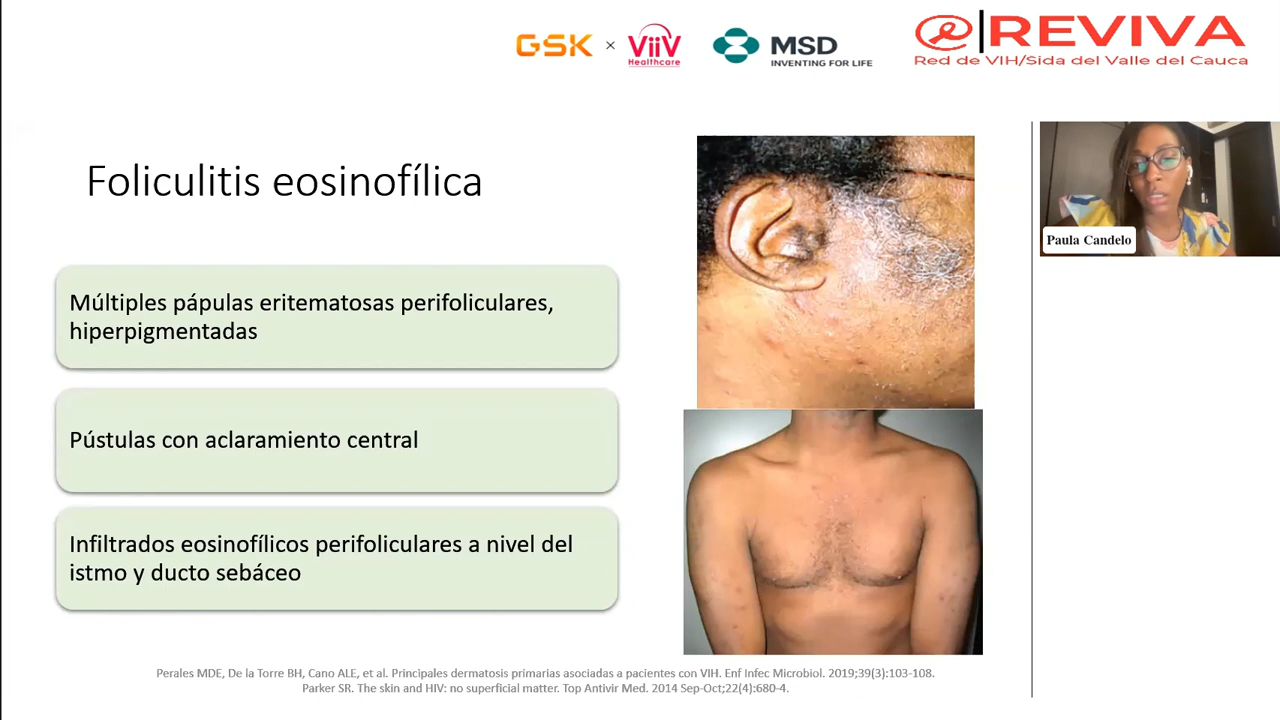 GSK × ViiV Healthcare
MSD
INVENTING FOR LIFE
REVIVA
Red de VIH/Sida del Valle del Cauca
Foliculitis eosinofílica
Múltiples pápulas eritematosas perifoliculares,
hiperpigmentadas
Pústulas con aclaramiento central
Infiltrados eosinofílicos perifoliculares a nivel del
istmo y ducto sebáceo
Paula Candelo
Perales MDE, De la Torre BH, Cano ALE, et al. Principales dermatosis primarias asociadas a pacientes con VIH. Enf Infec Microbiol. 2019;39(3):103-108.
Parker SR. The skin and HIV: no superficial matter. Top Antivir Med. 2014 Sep-Oct;22(4):680-4.